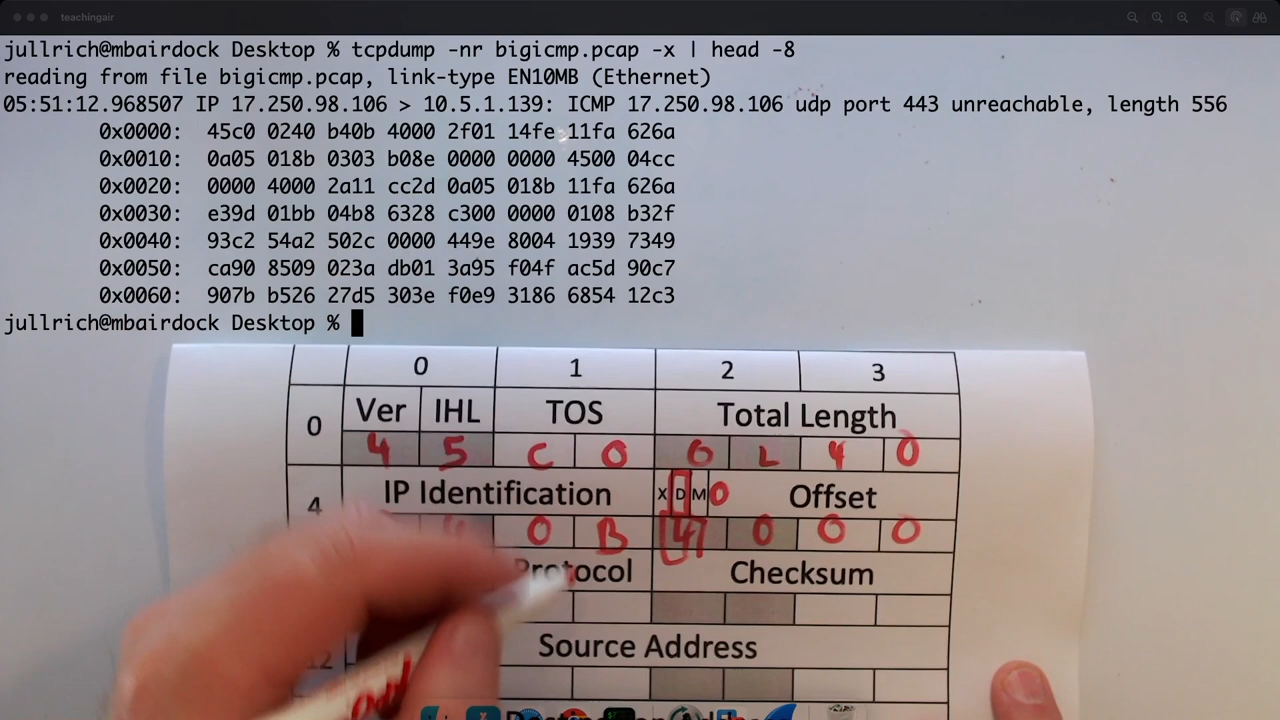 teachingair
jullrich@mbairdock Desktop % tcpdump -nr bigicmp.pcap -x | head -8
reading from file bigicmp.pcap, link-type EN10MB (Ethernet)
05:51:12.968507 IP 17.250.98.106 > 10.5.1.139: ICMP 17.250.98.106 udp port 443 unreachable, length 556
0x0000: 45c0 0240 b40b 4000 2f01 14fe 11fa 626a
0x0010: 0a05 018b 0303 b08e 0000 0000 4500 04cc
0x0020: 0000 4000 2a11 cc2d 0a05 018b 11fa 626a
0x0030: e39d 01bb 04b8 6328 c300 0000 0108 b32f
0x0040: 93c2 54a2 502c 0000 449e 8004 1939 7349
0x0050: ca90 8509 023a db01 3a95 f04f ac5d 90c7
0x0060: 907b b526 27d5 303e f0e9 3186 6854 12c3
jullrich@mbairdock Desktop %
0 1 2 3
0 Ver IHL TOS Total Length
4 5 C 0 0 2 4 0
4 IP Identification X D M 0 Offset
0 B 4 0 0 0
Protocol Checksum
12 Source Address